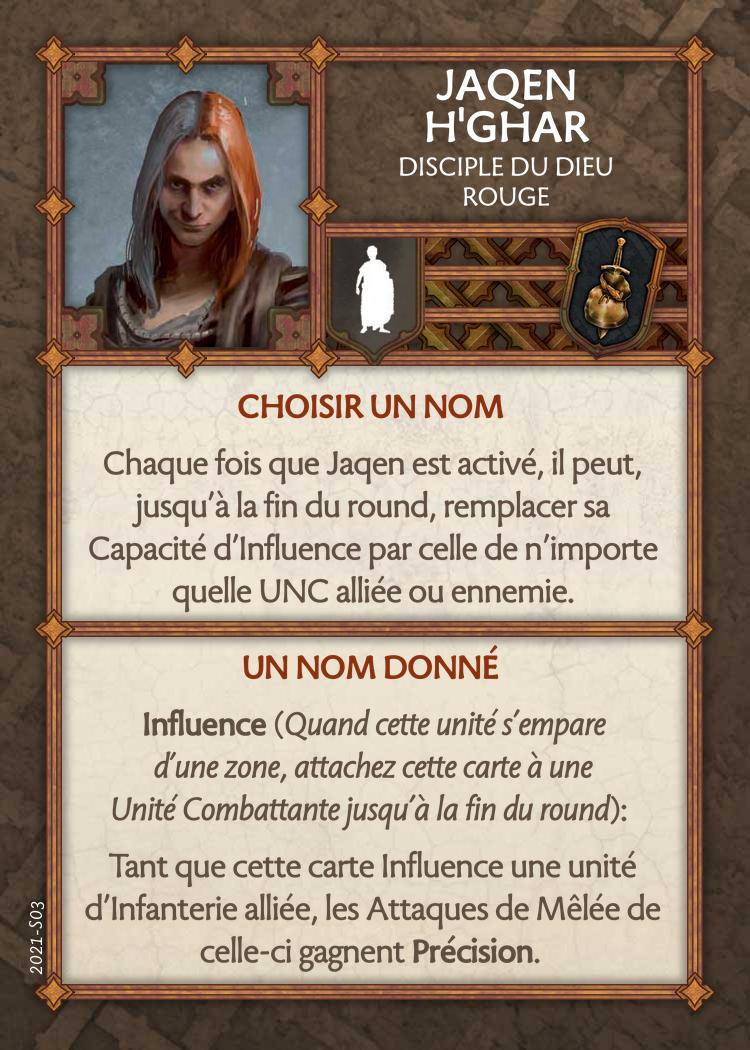 JAQEN
H'GHAR
DISCIPLE DU DIEU
ROUGE
CHOISIR UN NOM
Chaque fois que Jaqen est activé, il peut,
jusqu'à la fin du round, remplacer sa
Capacité d'Influence par celle de n'importe
quelle UNC alliée ou ennemie.
UN NOM DONNÉ
Influence (Quand cette unité s'empare
d'une zone, attachez cette carte à une
Unité Combattante jusqu'à la fin du round):
Tant que cette carte Influence une unité
d'Infanterie alliée, les Attaques de Mêlée de
celle-ci gagnent Précision.
2021-S03